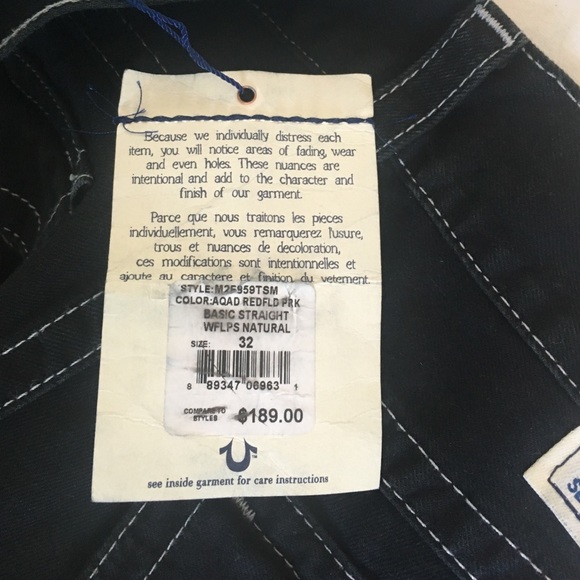 Because we individually distress each
item, you will notice areas of fading, wear
and even holes. These nuances are
intentional and add to the character and
finish of our garment.
Parce que nous traitons les pieces
individuellement, vous remarquerez l'usure,
trous et nuances de decoloration,
ces modifications sont intentionnelles et
ajoute au caractere et finition du vetement.
STYLE:M2F959TSM
COLOR:AQAD REDFLD PRK
BASIC STRAIGHT
WFLPS NATURAL
SIZE: 32
8 89347 06963 1
COMPARE TO
STYLES $189.00
TM
see inside garment for care instructions